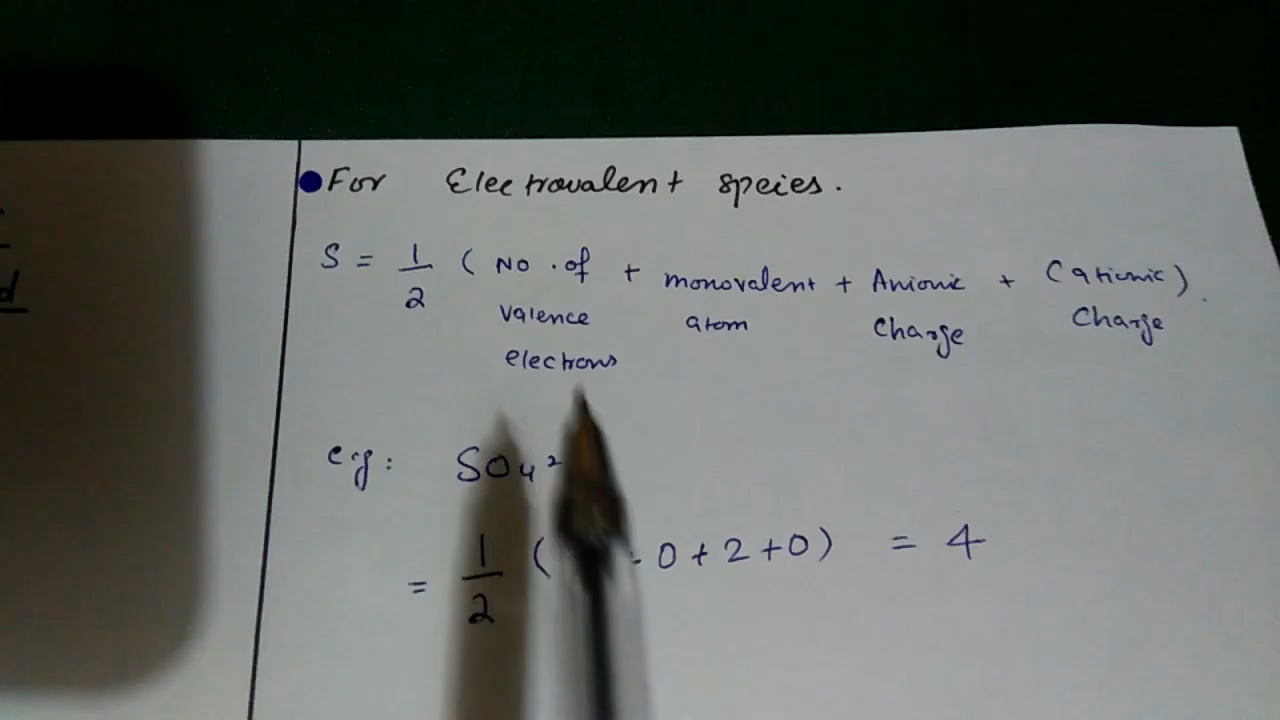 For Electrovalent speies.
S = 1/2 ( No. of valence electrons + monovalent atom + Anionic charge + Cationic) Charge
e.g: SO₄²
= 1/2 ( 0 + 2 + 0 ) = 4
d